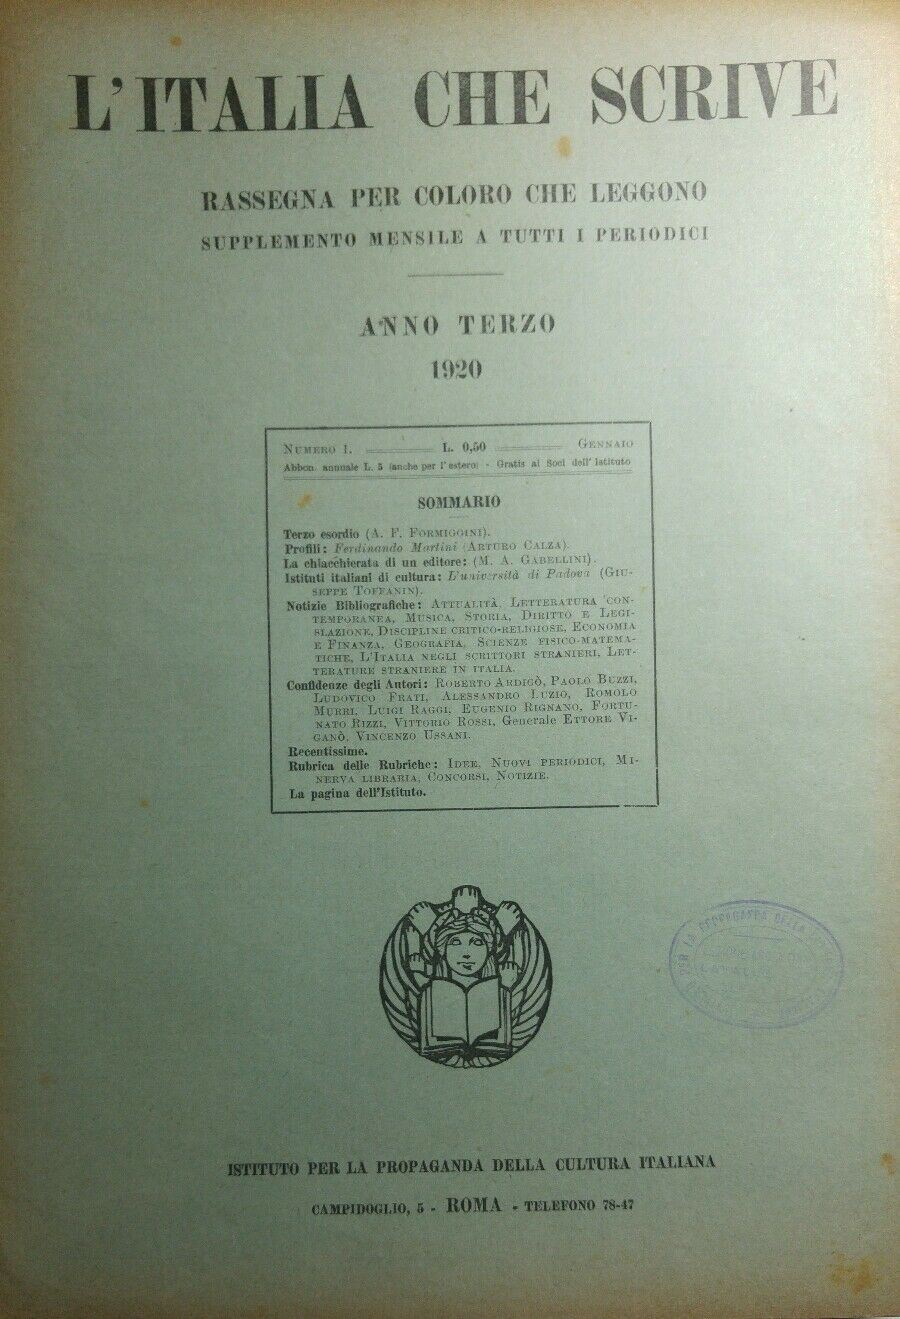 L'ITALIA CHE SCRIVE
RASSEGNA PER COLORO CHE LEGGONO
SUPPLEMENTO MENSILE A TUTTI I PERIODICI
ANNO TERZO
1920
NUMERO 1. L. 0,50 GENNAIO
Abbon. annuale L. 5 (anche per l'estero) - Gratis ai Soci dell'Istituto
SOMMARIO
Terzo esordio (A. F. FORMIGGINI).
Profili: Ferdinando Martini (ARTURO CALZA).
La chiacchierata di un editore: (M. A. GABELLINI).
Istituti italiani di cultura: L'università di Padova (GIU-
SEPPE TOFFANIN).
Notizie Bibliografiche: ATTUALITÀ, LETTERATURA CON-
TEMPORANEA, MUSICA, STORIA, DIRITTO E LEGI-
SLAZIONE, DISCIPLINE CRITICO-RELIGIOSE, ECONOMIA
E FINANZA, GEOGRAFIA, SCIENZE FISICO-MATEMA-
TICHE, L'ITALIA NEGLI SCRITTORI STRANIERI, LET-
TERATURE STRANIERE IN ITALIA.
Confidenze degli Autori: ROBERTO ARDIGÒ, PAOLO BUZZI,
LUDOVICO FRATI, ALESSANDRO LUZIO, ROMOLO
MURRI, LUIGI RAGGI, EUGENIO RIGNANO, FORTU-
NATO RIZZI, VITTORIO ROSSI, Generale ETTORE VI-
GANÒ, VINCENZO USSANI.
Recentissime.
Rubrica delle Rubriche: IDEE, NUOVI PERIODICI, MI-
NERVA LIBRARIA, CONCORSI, NOTIZIE.
La pagina dell'Istituto.
PROPAGANDA DELLA
ISTITUTO PER LA PROPAGANDA DELLA CULTURA ITALIANA
CAMPIDOGLIO, 5 - ROMA - TELEFONO 78-47